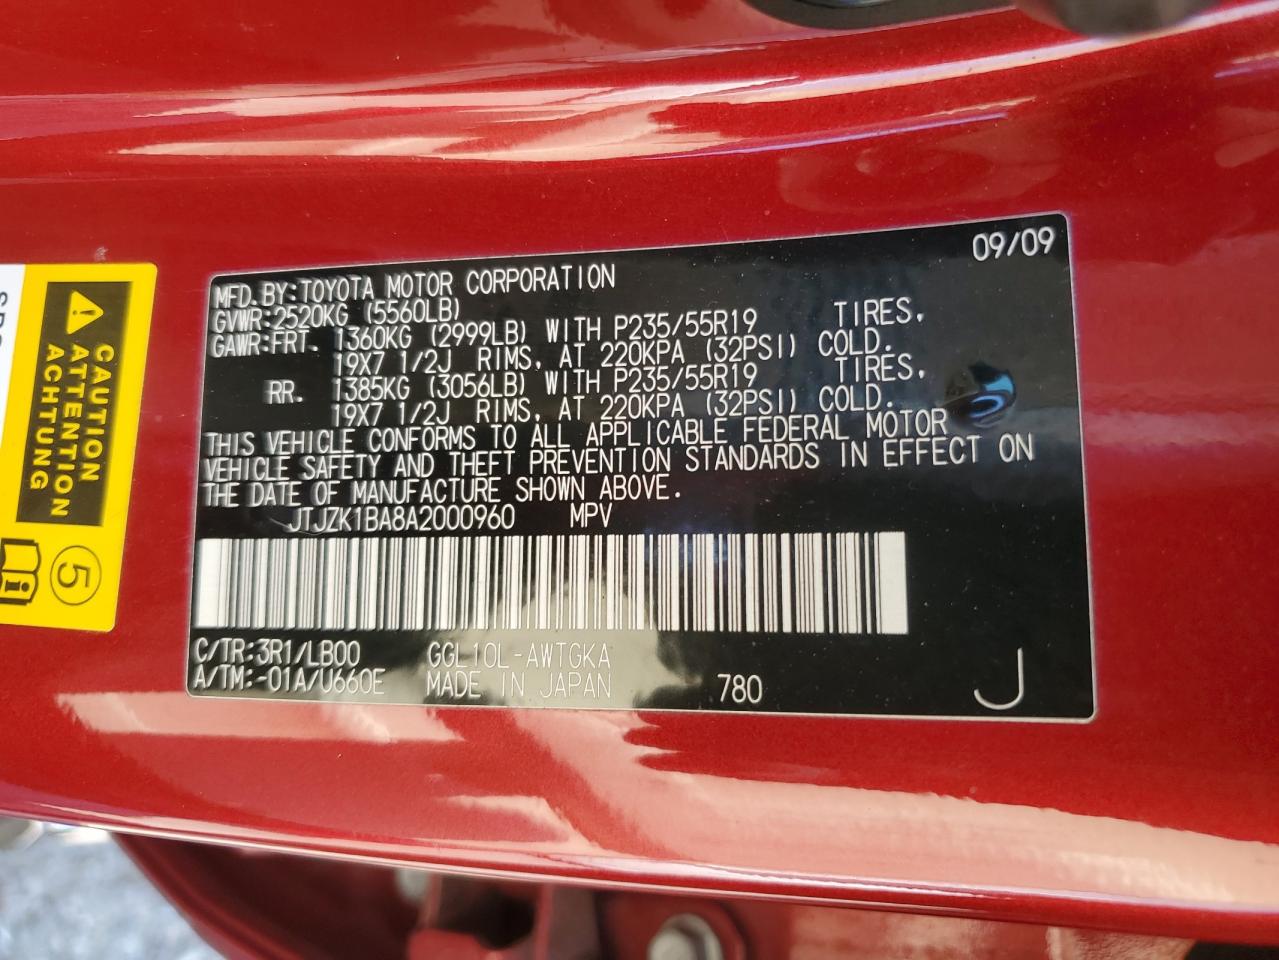 09/09
MFD. BY: TOYOTA MOTOR CORPORATION
GVWR: 2520KG (5560LB)
GAWR: FRT. 1360KG (2999LB) WITH P235/55R19 TIRES,
19X7 1/2J RIMS, AT 220KPA (32PSI) COLD.
RR. 1385KG (3056LB) WITH P235/55R19 TIRES,
19X7 1/2J RIMS, AT 220KPA (32PSI) COLD.
THIS VEHICLE CONFORMS TO ALL APPLICABLE FEDERAL MOTOR
VEHICLE SAFETY AND THEFT PREVENTION STANDARDS IN EFFECT ON
THE DATE OF MANUFACTURE SHOWN ABOVE.
JTJZK1BA8A2000960 MPV
C/TR: 3R1/LB00 GGL10L-AWTGKA
A/TM: -01A/U660E MADE IN JAPAN 780 J
CAUTION
ATTENTION
ACHTUNG
5